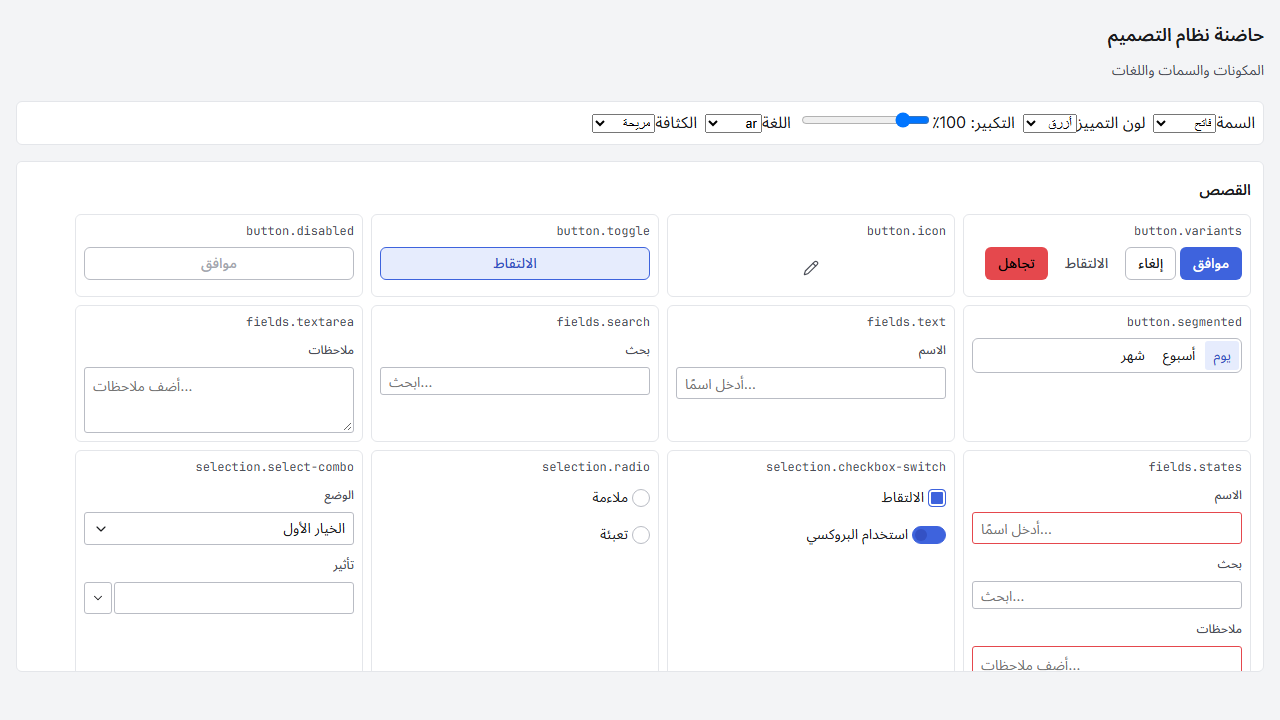 حاضنة نظام التصميم
المكونات والسمات واللغات
السمة فاتح لون التمييز أزرق التكبير: 100٪ اللغة ar الكثافة مريحة
القصص
button.variants
موافق إلغاء الالتقاط تجاهل
button.icon
button.toggle
الالتقاط
button.disabled
موافق
button.segmented
يوم أسبوع شهر
fields.text
الاسم
أدخل اسمًا...
fields.search
بحث
ابحث...
fields.textarea
ملاحظات
أضف ملاحظات...
fields.states
الاسم
أدخل اسمًا...
بحث
ابحث...
ملاحظات
أضف ملاحظات...
selection.checkbox-switch
الالتقاط
استخدام البروكسي
selection.radio
ملاءمة
تعبئة
selection.select-combo
الوضع
الخيار الأول
تأثير